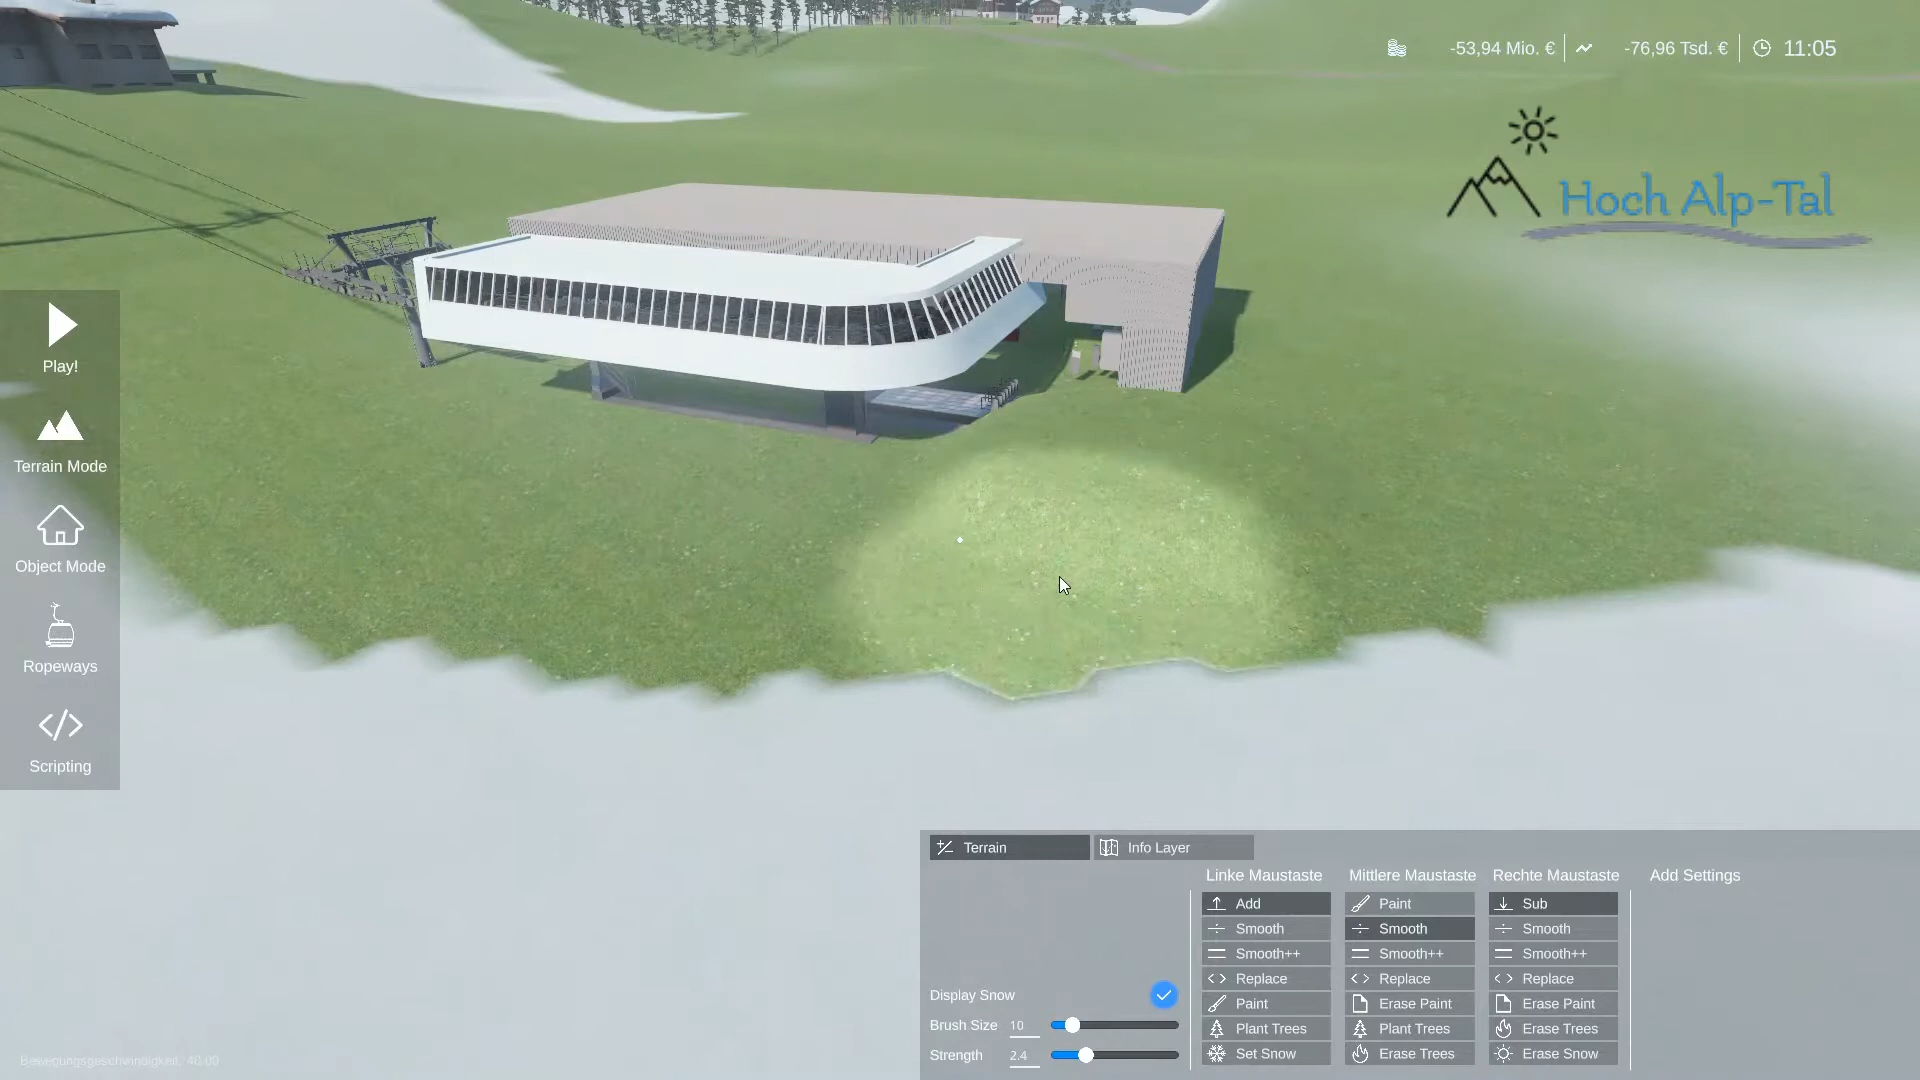 -53,94 Mio. €
-76,96 Tsd. €
11:05
Hoch Alp-Tal
Play!
Terrain Mode
Object Mode
Ropeways
Scripting
Terrain
Info Layer
Linke Maustaste
Mittlere Maustaste
Rechte Maustaste
Add Settings
Add
Paint
Sub
Smooth
Smooth
Smooth
Smooth++
Smooth++
Smooth++
Replace
Replace
Replace
Display Snow
Paint
Erase Paint
Erase Paint
Brush Size 10
Plant Trees
Plant Trees
Erase Trees
Strength 2.4
Set Snow
Erase Trees
Erase Snow
Bewegungsgeschwindigkeit: 40.00